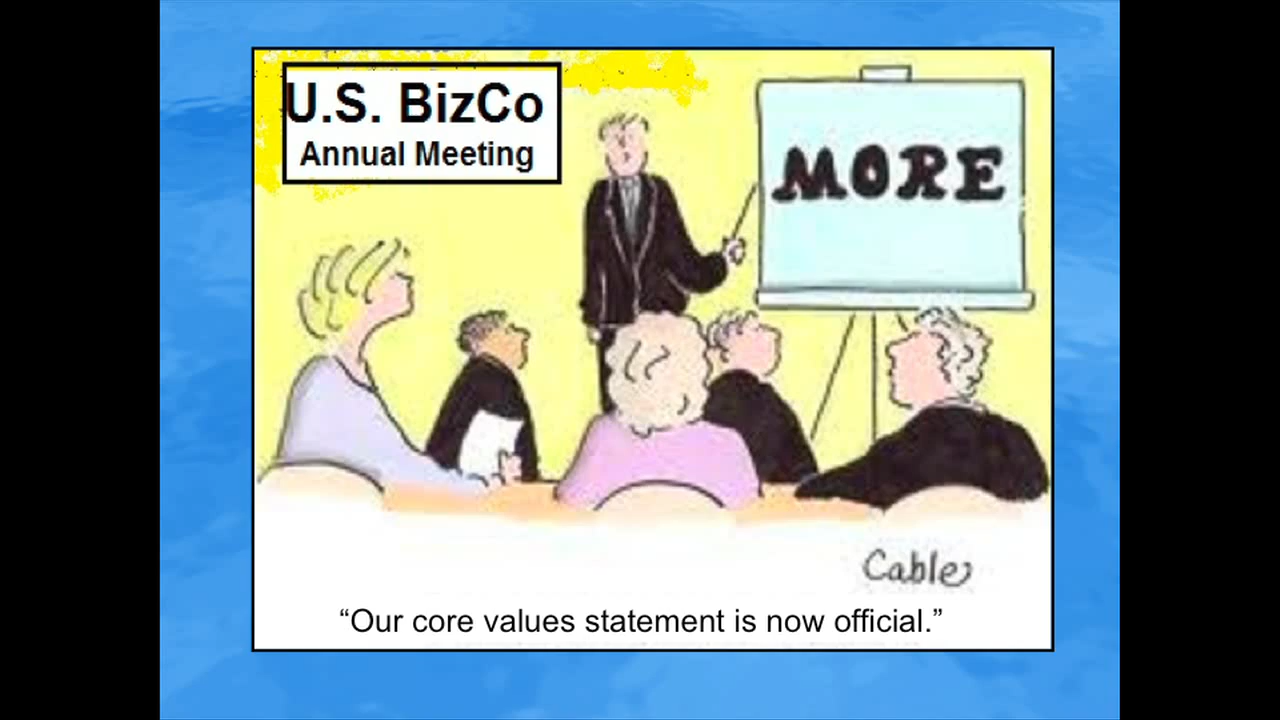 U.S. BizCo
Annual Meeting
MORE
Cable
“Our core values statement is now official.”